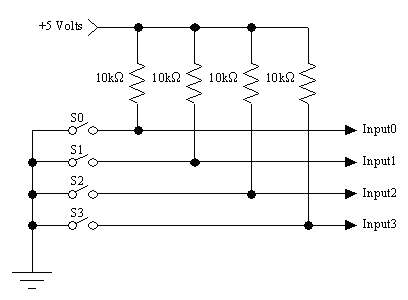 +5 Volts
10kΩ 10kΩ 10kΩ 10kΩ
S0 Input0
S1 Input1
S2 Input2
S3 Input3